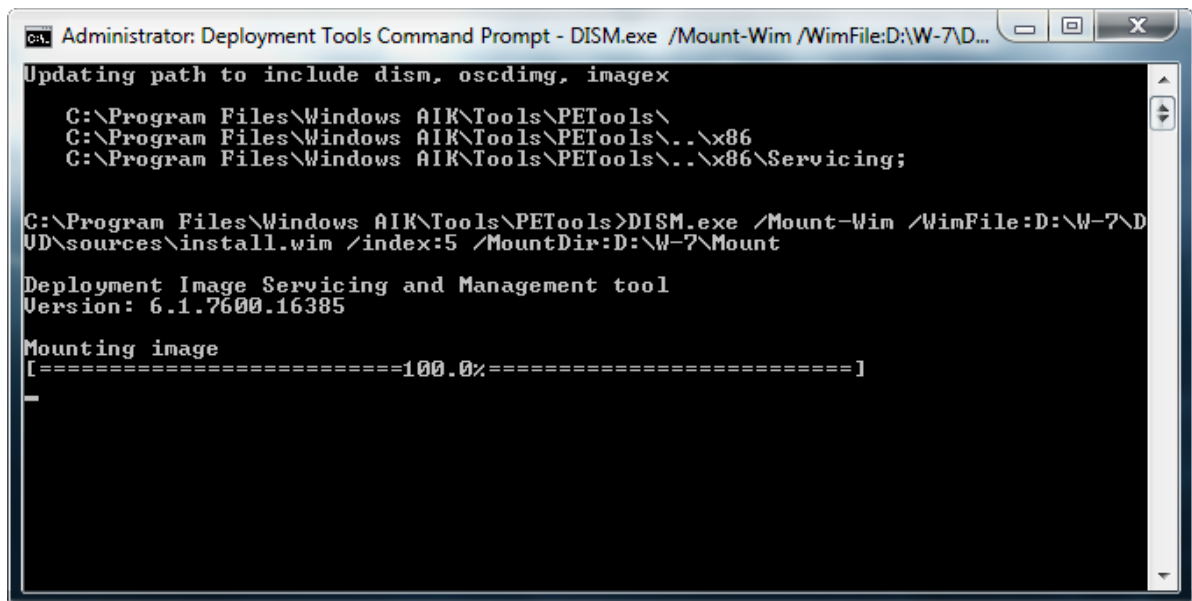 Administrator: Deployment Tools Command Prompt - DISM.exe /Mount-Wim /WimFile:D:\W-7\D...
Updating path to include dism, oscdimg, imagex
C:\Program Files\Windows AIK\Tools\PETools\
C:\Program Files\Windows AIK\Tools\PETools\..\x86
C:\Program Files\Windows AIK\Tools\PETools\..\x86\Servicing;
C:\Program Files\Windows AIK\Tools\PETools>DISM.exe /Mount-Wim /WimFile:D:\W-7\D
VD\sources\install.wim /index:5 /MountDir:D:\W-7\Mount
Deployment Image Servicing and Management tool
Version: 6.1.7600.16385
Mounting image
[==========================100.0%==========================]